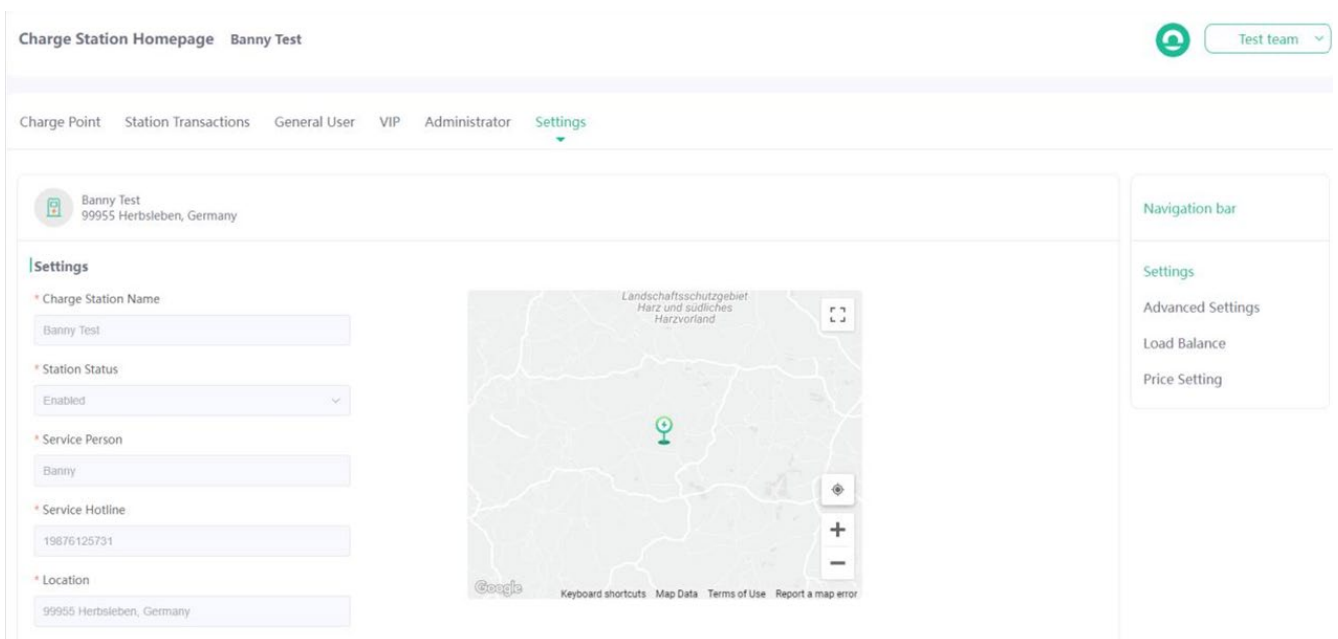 Charge Station Homepage Banny Test
Test team
Charge Point Station Transactions General User VIP Administrator Settings
Banny Test
99955 Herbsleben, Germany
Settings
* Charge Station Name
Banny Test
* Station Status
Enabled
* Service Person
Banny
* Service Hotline
19876125731
* Location
99955 Herbsleben, Germany
Landschaftsschutzgebiet
Harz und südliches
Harzvorland
Google
Keyboard shortcuts Map Data Terms of Use Report a map error
Navigation bar
Settings
Advanced Settings
Load Balance
Price Setting